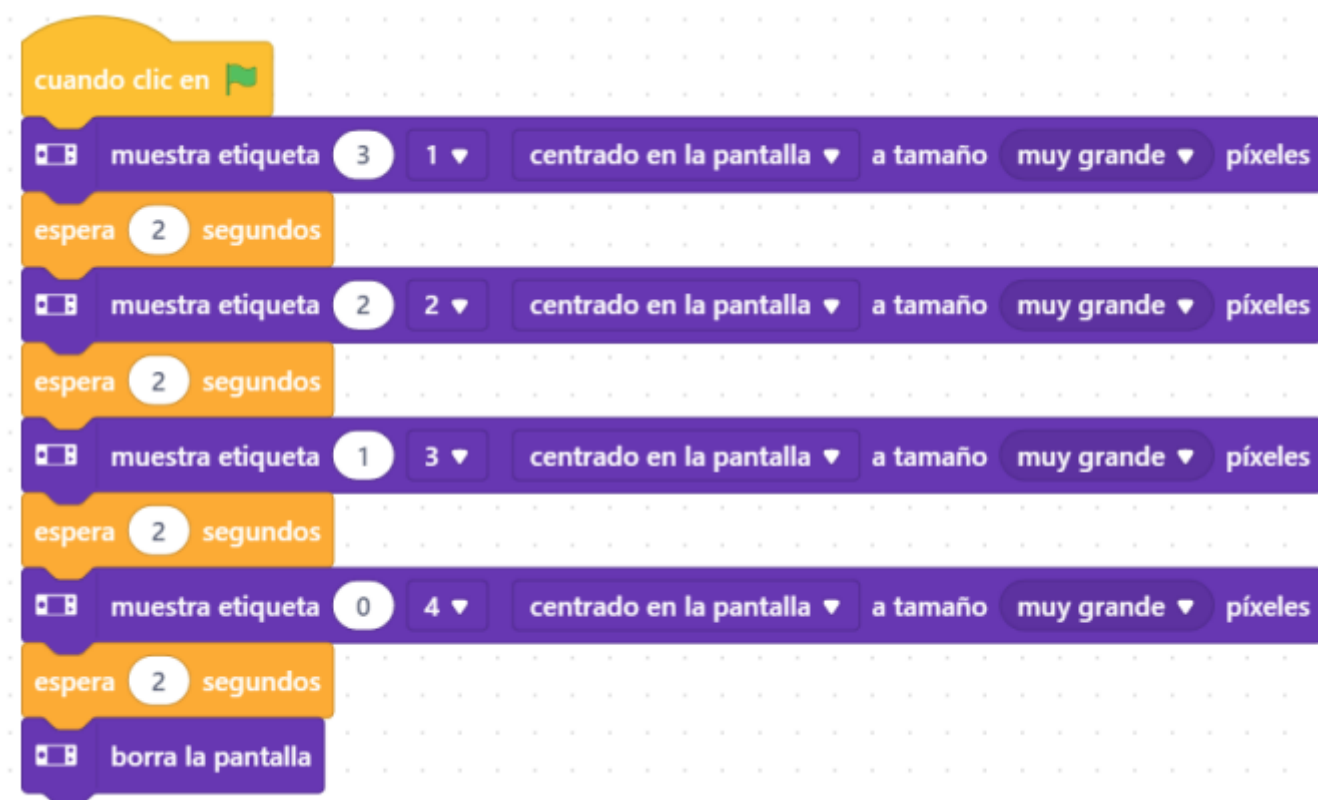 cuando clic en
muestra etiqueta 3 1 centrado en la pantalla a tamaño muy grande píxeles
espera 2 segundos
muestra etiqueta 2 2 centrado en la pantalla a tamaño muy grande píxeles
espera 2 segundos
muestra etiqueta 1 3 centrado en la pantalla a tamaño muy grande píxeles
espera 2 segundos
muestra etiqueta 0 4 centrado en la pantalla a tamaño muy grande píxeles
espera 2 segundos
borra la pantalla